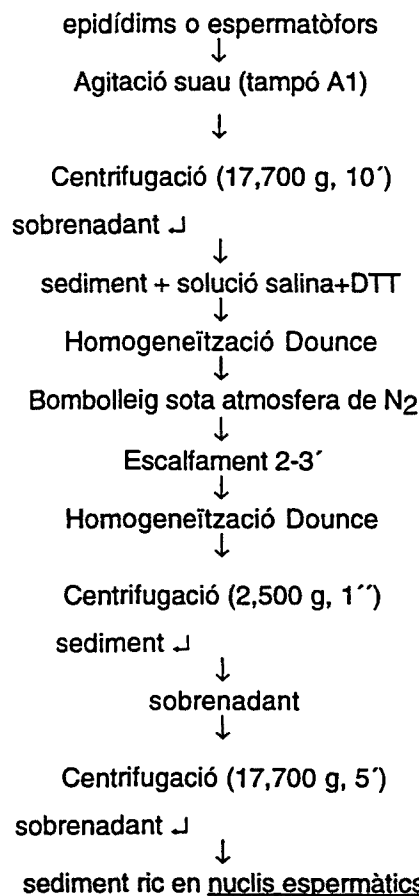 epidídims o espermatòfors
↓
Agitació suau (tampó A1)
↓
Centrifugació (17,700 g, 10´)
sobrenadant ↲
↓
sediment + solució salina+DTT
↓
Homogeneïtzació Dounce
↓
Bombolleig sota atmosfera de N2
↓
Escalfament 2-3´
↓
Homogeneïtzació Dounce
↓
Centrifugació (2,500 g, 1´´)
sediment ↲
↓
sobrenadant
↓
Centrifugació (17,700 g, 5´)
sobrenadant ↲
↓
sediment ric en nuclis espermàtics